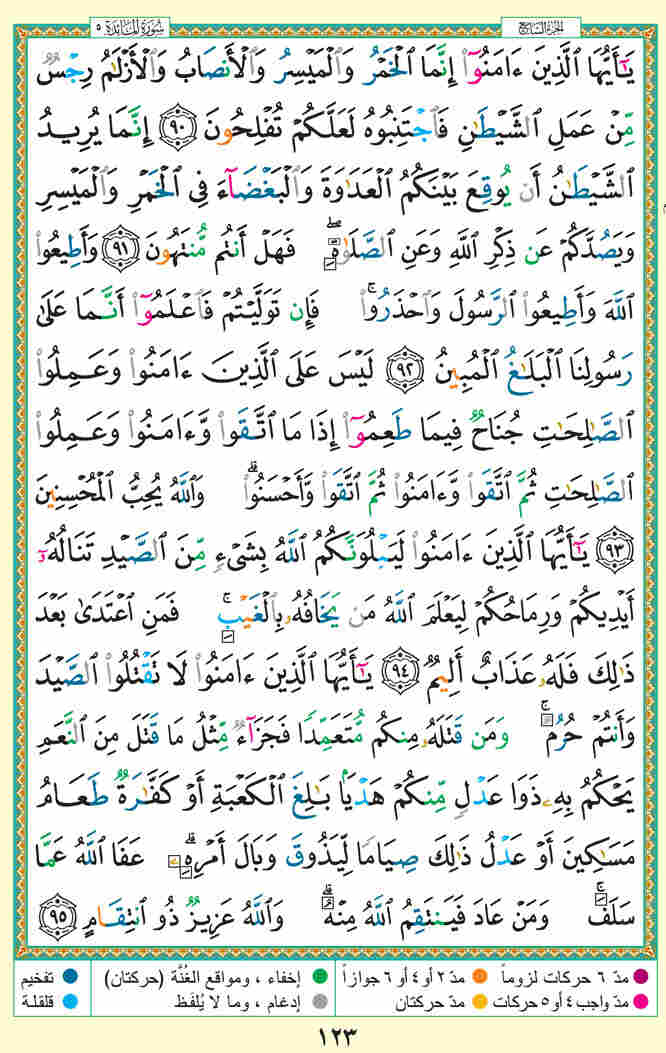 الجزء السابع سُورَةُ المَائدَة ٥
يَٰٓأَيُّهَا ٱلَّذِينَ ءَامَنُوٓا۟ إِنَّمَا ٱلْخَمْرُ وَٱلْمَيْسِرُ وَٱلْأَنصَابُ وَٱلْأَزْلَٰمُ رِجْسٌ
مِّنْ عَمَلِ ٱلشَّيْطَٰنِ فَٱجْتَنِبُوهُ لَعَلَّكُمْ تُفْلِحُونَ ٩٠ إِنَّمَا يُرِيدُ
ٱلشَّيْطَٰنُ أَن يُوقِعَ بَيْنَكُمُ ٱلْعَدَٰوَةَ وَٱلْبَغْضَآءَ فِى ٱلْخَمْرِ وَٱلْمَيْسِرِ
وَيَصُدَّكُمْ عَن ذِكْرِ ٱللَّهِ وَعَنِ ٱلصَّلَوٰةِ ۖ فَهَلْ أَنتُم مُّنتَهُونَ ٩١ وَأَطِيعُوا۟
ٱللَّهَ وَأَطِيعُوا۟ ٱلرَّسُولَ وَٱحْذَرُوا۟ ۚ فَإِن تَوَلَّيْتُمْ فَٱعْلَمُوٓا۟ أَنَّمَا عَلَىٰ
رَسُولِنَا ٱلْبَلَٰغُ ٱلْمُبِينُ ٩٢ لَيْسَ عَلَى ٱلَّذِينَ ءَامَنُوا۟ وَعَمِلُوا۟
ٱلصَّٰلِحَٰتِ جُنَاحٌ فِيمَا طَعِمُوٓا۟ إِذَا مَا ٱتَّقَوا۟ وَّءَامَنُوا۟ وَعَمِلُوا۟
ٱلصَّٰلِحَٰتِ ثُمَّ ٱتَّقَوا۟ وَّءَامَنُوا۟ ثُمَّ ٱتَّقَوا۟ وَّأَحْسَنُوا۟ ۗ وَٱللَّهُ يُحِبُّ ٱلْمُحْسِنِينَ
٩٣ يَٰٓأَيُّهَا ٱلَّذِينَ ءَامَنُوا۟ لَيَبْلُوَنَّكُمُ ٱللَّهُ بِشَىْءٍ مِّنَ ٱلصَّيْدِ تَنَالُهُۥٓ
أَيْدِيكُمْ وَرِمَاحُكُمْ لِيَعْلَمَ ٱللَّهُ مَن يَخَافُهُۥ بِٱلْغَيْبِ ۚ فَمَنِ ٱعْتَدَىٰ بَعْدَ
ذَٰلِكَ فَلَهُۥ عَذَابٌ أَلِيمٌ ٩٤ يَٰٓأَيُّهَا ٱلَّذِينَ ءَامَنُوا۟ لَا تَقْتُلُوا۟ ٱلصَّيْدَ
وَأَنتُمْ حُرُمٌ ۚ وَمَن قَتَلَهُۥ مِنكُم مُّتَعَمِّدًا فَجَزَآءٌ مِّثْلُ مَا قَتَلَ مِنَ ٱلنَّعَمِ
يَحْكُمُ بِهِۦ ذَوَا عَدْلٍ مِّنكُمْ هَدْيًۢا بَٰلِغَ ٱلْكَعْبَةِ أَوْ كَفَّٰرَةٌ طَعَامُ
مَسَٰكِينَ أَوْ عَدْلُ ذَٰلِكَ صِيَامًا لِّيَذُوقَ وَبَالَ أَمْرِهِۦ ۗ عَفَا ٱللَّهُ عَمَّا
سَلَفَ ۚ وَمَنْ عَادَ فَيَنتَقِمُ ٱللَّهُ مِنْهُ ۗ وَٱللَّهُ عَزِيزٌ ذُو ٱنتِقَامٍ ٩٥
مدّ ٦ حركات لزوماً مدّ ٢ أو ٤ أو ٦ جوازاً إخفاء ، ومواقع الغُنَّة (حركتان) تفخيم
مدّ واجب ٤ أو ٥ حركات مدّ حركتان إدغام ، وما لا يُلفَظ قلقلة
١٢٣